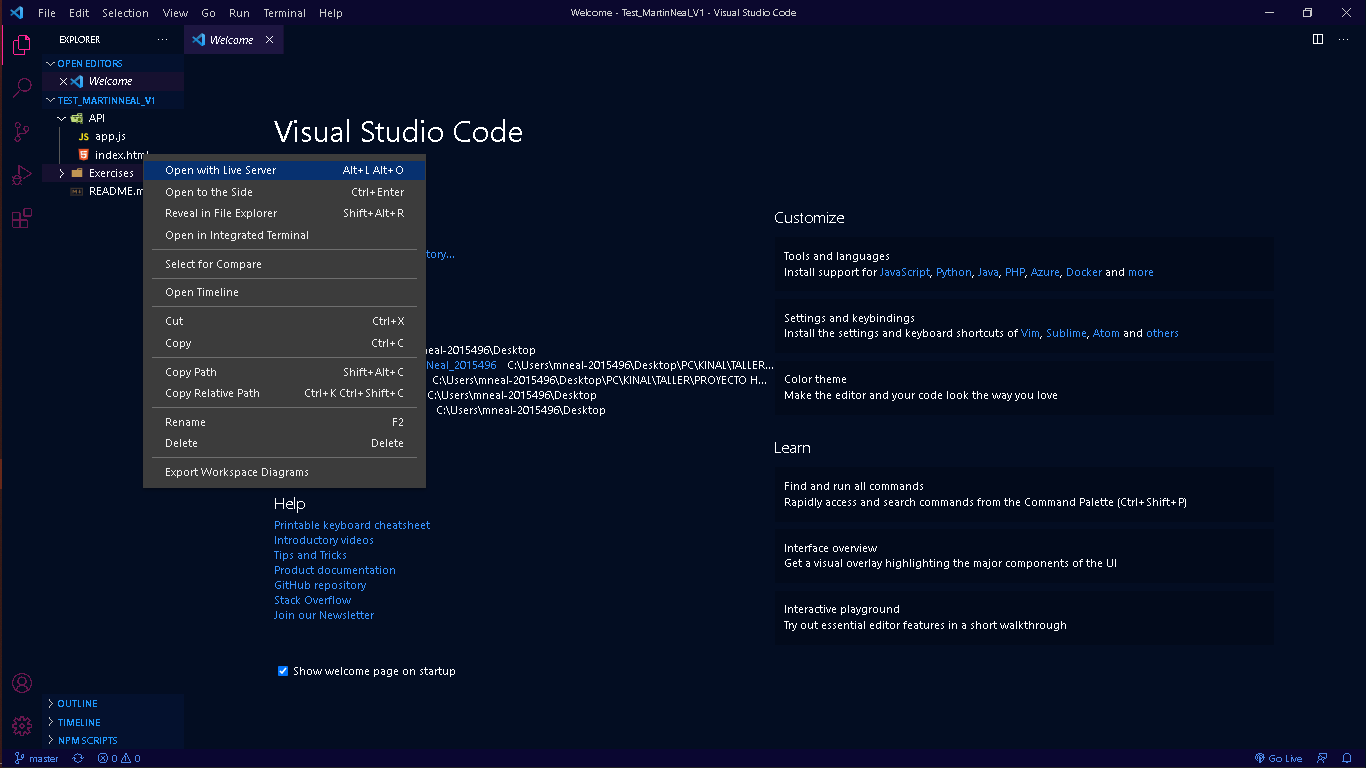 File Edit Selection View Go Run Terminal Help
Welcome - Test_MartinNeal_V1 - Visual Studio Code
EXPLORER ...
Welcome
OPEN EDITORS
Welcome
TEST_MARTINNEAL_V1
API
JS app.js
index.html
Exercises
README.m
Open with Live Server Alt+L Alt+O
Open to the Side Ctrl+Enter
Reveal in File Explorer Shift+Alt+R
Open in Integrated Terminal
Select for Compare
Open Timeline
Cut Ctrl+X
Copy Ctrl+C
Copy Path Shift+Alt+C
Copy Relative Path Ctrl+K Ctrl+Shift+C
Rename F2
Delete Delete
Export Workspace Diagrams
Visual Studio Code
tory...
neal-2015496\Desktop
Neal_2015496 C:\Users\mneal-2015496\Desktop\PC\KINAL\TALLER...
C:\Users\mneal-2015496\Desktop\PC\KINAL\TALLER\PROYECTO H...
C:\Users\mneal-2015496\Desktop
C:\Users\mneal-2015496\Desktop
Help
Printable keyboard cheatsheet
Introductory videos
Tips and Tricks
Product documentation
GitHub repository
Stack Overflow
Join our Newsletter
Show welcome page on startup
Customize
Tools and languages
Install support for JavaScript, Python, Java, PHP, Azure, Docker and more
Settings and keybindings
Install the settings and keyboard shortcuts of Vim, Sublime, Atom and others
Color theme
Make the editor and your code look the way you love
Learn
Find and run all commands
Rapidly access and search commands from the Command Palette (Ctrl+Shift+P)
Interface overview
Get a visual overlay highlighting the major components of the UI
Interactive playground
Try out essential editor features in a short walkthrough
OUTLINE
TIMELINE
NPM SCRIPTS
master 0 0
Go Live